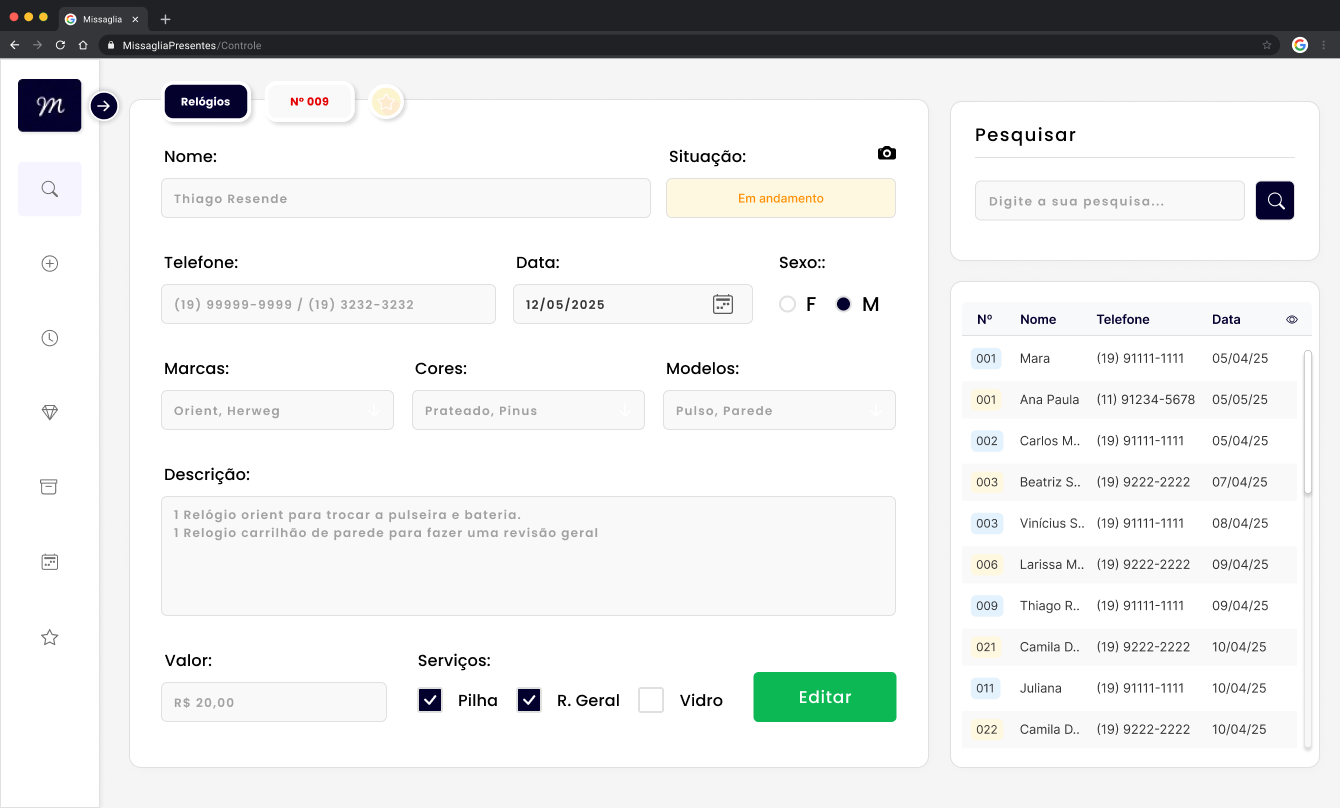 Missaglia
MissagliaPresentes/Controle
m
Relógios
Nº 009
Nome:
Situação:
Thiago Resende
Em andamento
Telefone:
Data:
Sexo::
(19) 99999-9999 / (19) 3232-3232
12/05/2025
F
M
Marcas:
Cores:
Modelos:
Orient, Herweg
Prateado, Pinus
Pulso, Parede
Descrição:
1 Relógio orient para trocar a pulseira e bateria.
1 Relogio carrilhão de parede para fazer uma revisão geral
Valor:
Serviços:
R$ 20,00
Pilha
R. Geral
Vidro
Editar
Pesquisar
Digite a sua pesquisa...
Nº Nome Telefone Data
001 Mara (19) 91111-1111 05/04/25
001 Ana Paula (11) 91234-5678 05/05/25
002 Carlos M.. (19) 91111-1111 05/04/25
003 Beatriz S.. (19) 9222-2222 07/04/25
003 Vinícius S.. (19) 91111-1111 08/04/25
006 Larissa M.. (19) 9222-2222 09/04/25
009 Thiago R.. (19) 91111-1111 09/04/25
021 Camila D.. (19) 9222-2222 10/04/25
011 Juliana (19) 91111-1111 10/04/25
022 Camila D.. (19) 9222-2222 10/04/25